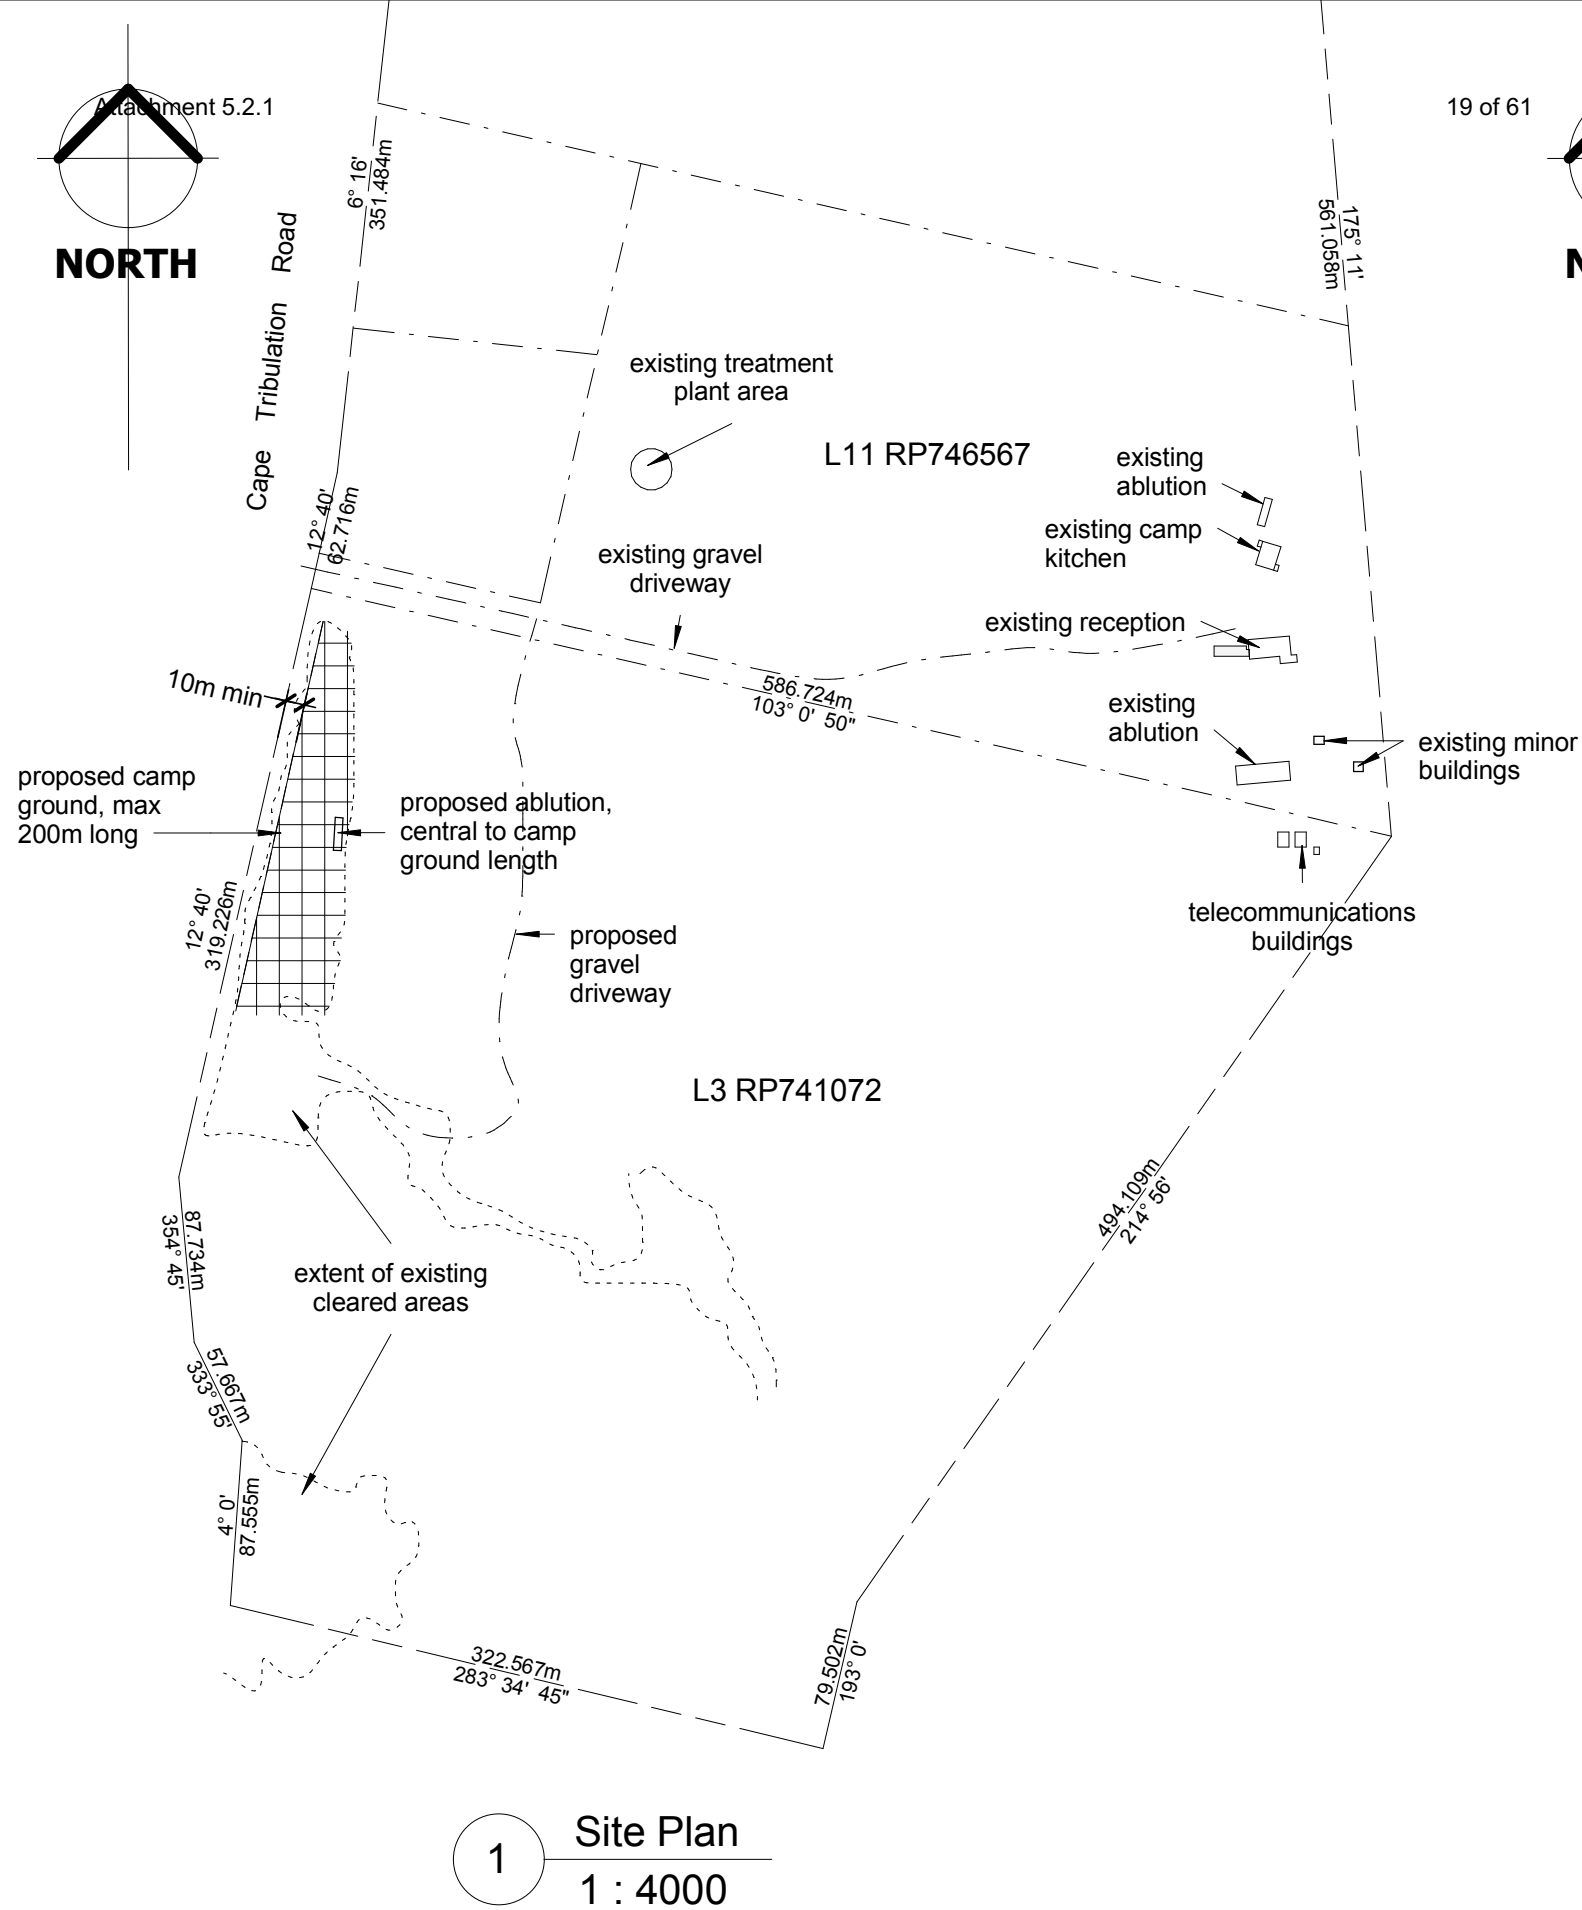 Attachment 5.2.1
19 of 61
NORTH
N
Cape Tribulation Road
6° 16'
351.484m
175° 11'
561.058m
existing treatment
plant area
L11 RP746567
existing
ablution
existing camp
kitchen
12° 40'
62.716m
existing gravel
driveway
existing reception
10m min
586.724m
103° 0' 50"
existing
ablution
existing minor
buildings
proposed camp
ground, max
200m long
proposed ablution,
central to camp
ground length
12° 40'
319.226m
telecommunications
buildings
proposed
gravel
driveway
L3 RP741072
494.109m
214° 56'
87.734m
354° 45'
extent of existing
cleared areas
57.667m
333° 55'
4° 0'
87.555m
322.567m
283° 34' 45"
79.502m
193° 0'
1
Site Plan
1 : 4000